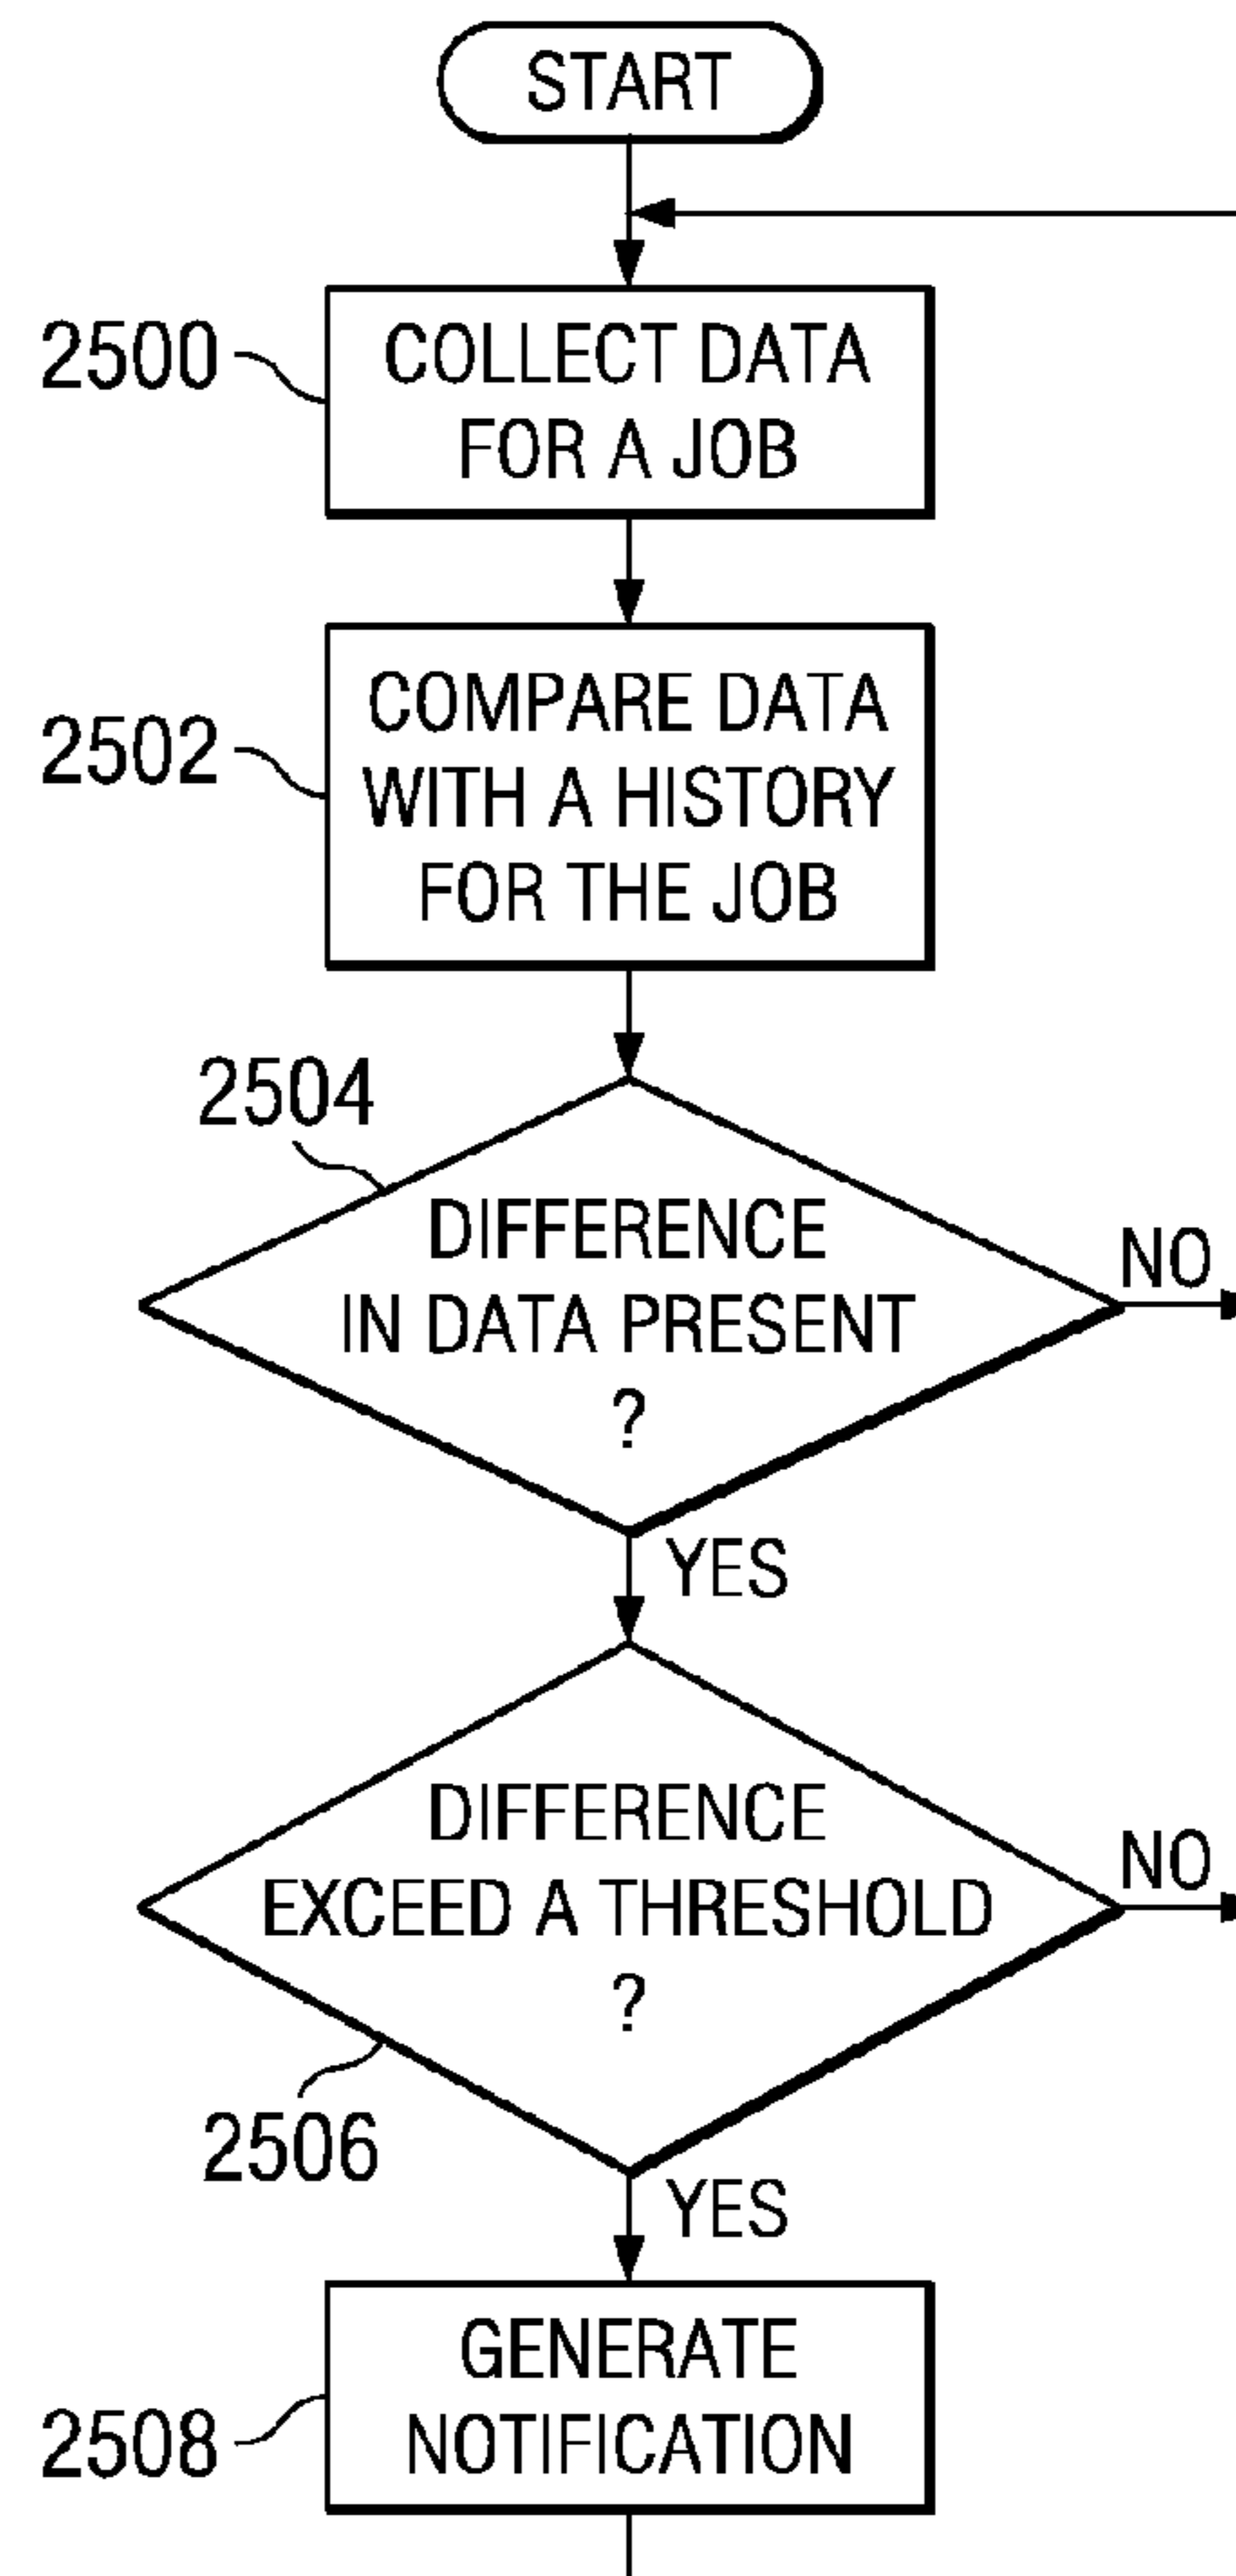 START
2500
COLLECT DATA
FOR A JOB
2502
COMPARE DATA
WITH A HISTORY
FOR THE JOB
2504
DIFFERENCE
IN DATA PRESENT
?
NO
YES
DIFFERENCE
EXCEED A THRESHOLD
?
NO
2506
YES
2508
GENERATE
NOTIFICATION